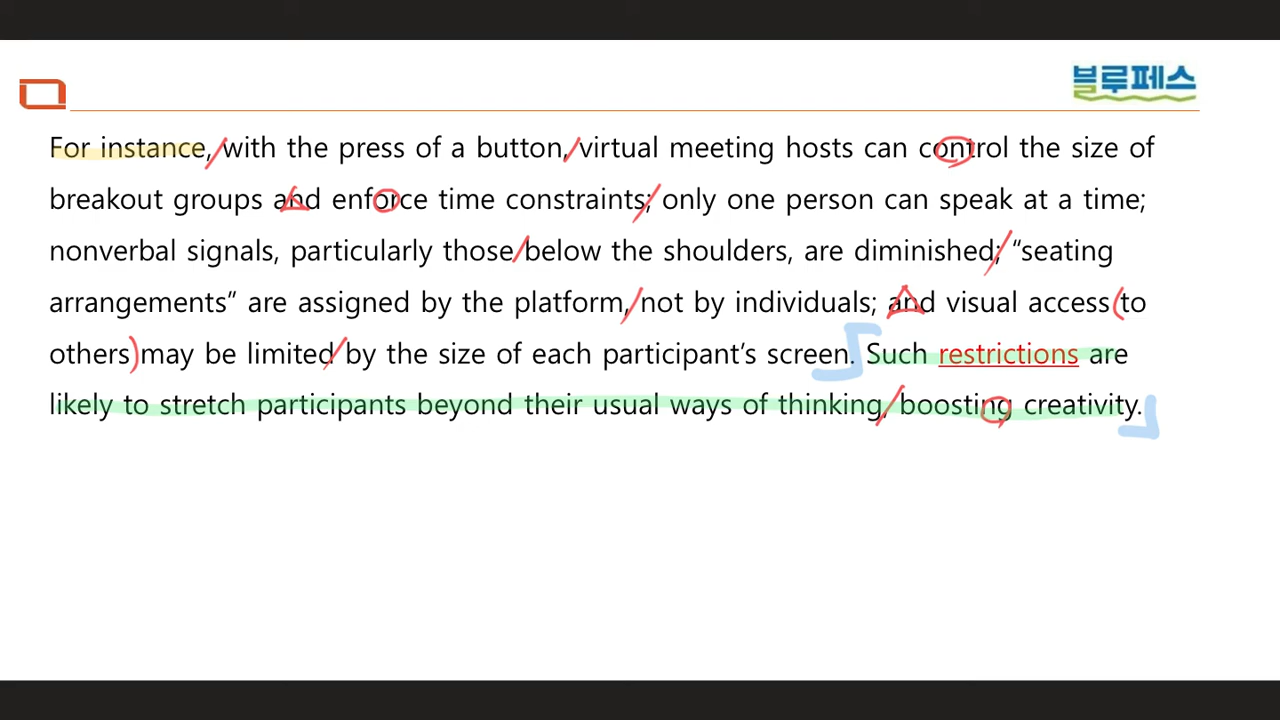 블루페스
For instance, with the press of a button, virtual meeting hosts can control the size of
breakout groups and enforce time constraints; only one person can speak at a time;
nonverbal signals, particularly those below the shoulders, are diminished; “seating
arrangements” are assigned by the platform, not by individuals; and visual access to
others may be limited by the size of each participant’s screen. Such restrictions are
likely to stretch participants beyond their usual ways of thinking, boosting creativity.